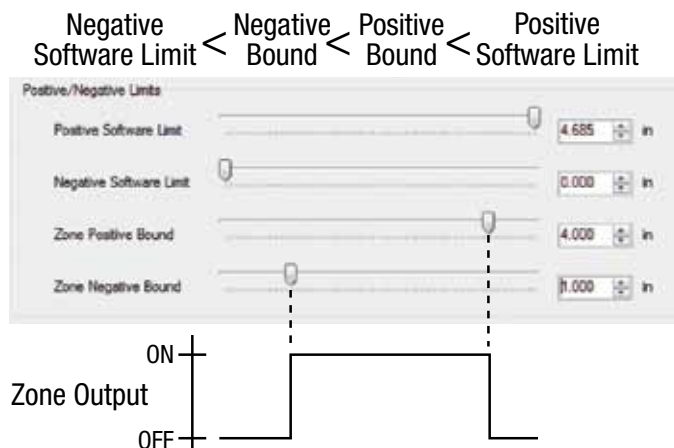 Negative Software Limit < Negative Bound < Positive Bound < Positive Software Limit
Positive/Negative Limits
Positive Software Limit 4.685 in
Negative Software Limit 0.000 in
Zone Positive Bound 4.000 in
Zone Negative Bound 1.000 in
ON
Zone Output
OFF